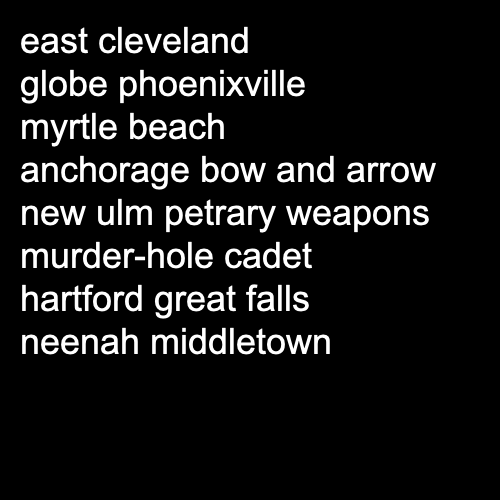 east cleveland
globe phoenixville
myrtle beach
anchorage bow and arrow
new ulm petrary weapons
murder-hole cadet
hartford great falls
neenah middletown